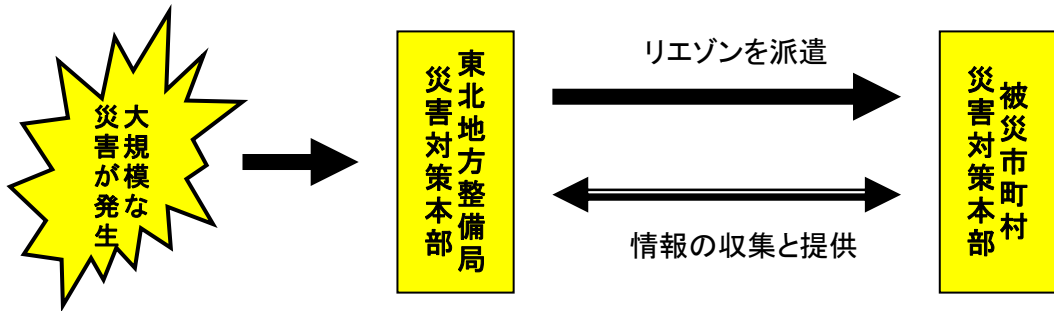 大規模な
災害が発生
東北地方整備局
災害対策本部
リエゾンを派遣
情報の収集と提供
被災市町村
災害対策本部